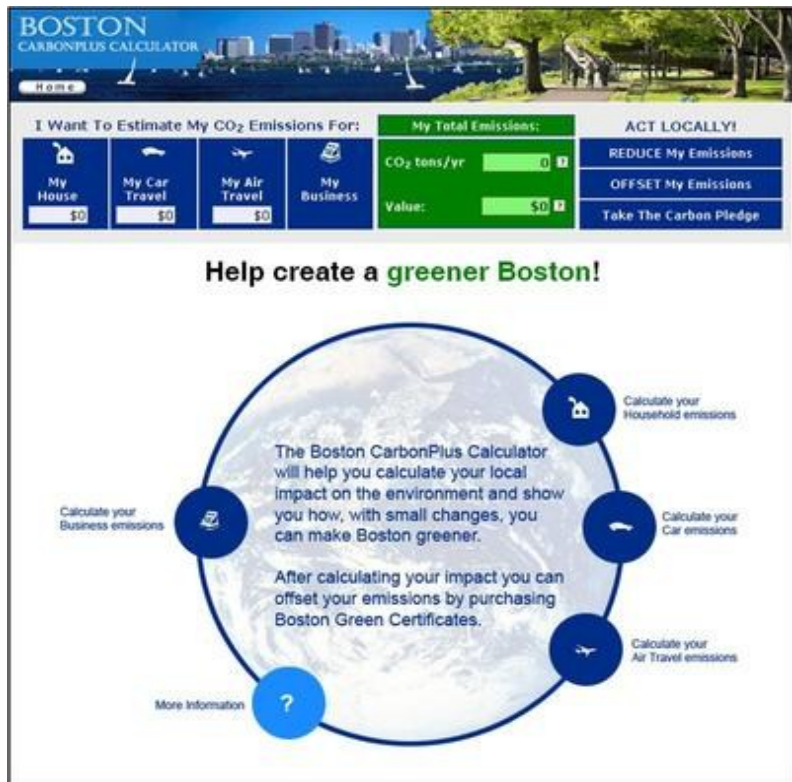 BOSTON
CARBONPLUS CALCULATOR
Home
I Want To Estimate My CO₂ Emissions For:
My
House
$0
My Car
Travel
$0
My Air
Travel
$0
My
Business
My Total Emissions:
CO₂ tons/yr 0 ?
Value: $0 ?
ACT LOCALLY!
REDUCE My Emissions
OFFSET My Emissions
Take The Carbon Pledge
Help create a greener Boston!
Calculate your
Household emissions
The Boston CarbonPlus Calculator
will help you calculate your local
impact on the environment and show
you how, with small changes, you
can make Boston greener.
After calculating your impact you can
offset your emissions by purchasing
Boston Green Certificates.
Calculate your
Business emissions
Calculate your
Car emissions
Calculate your
Air Travel emissions
More Information
?